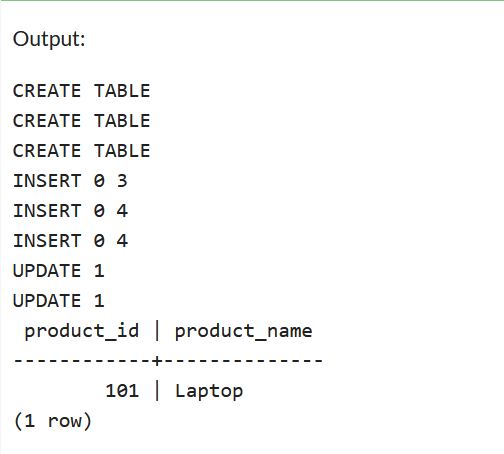 Output:
CREATE TABLE
CREATE TABLE
CREATE TABLE
INSERT 0 3
INSERT 0 4
INSERT 0 4
UPDATE 1
UPDATE 1
 product_id | product_name
------------+--------------
        101 | Laptop
(1 row)